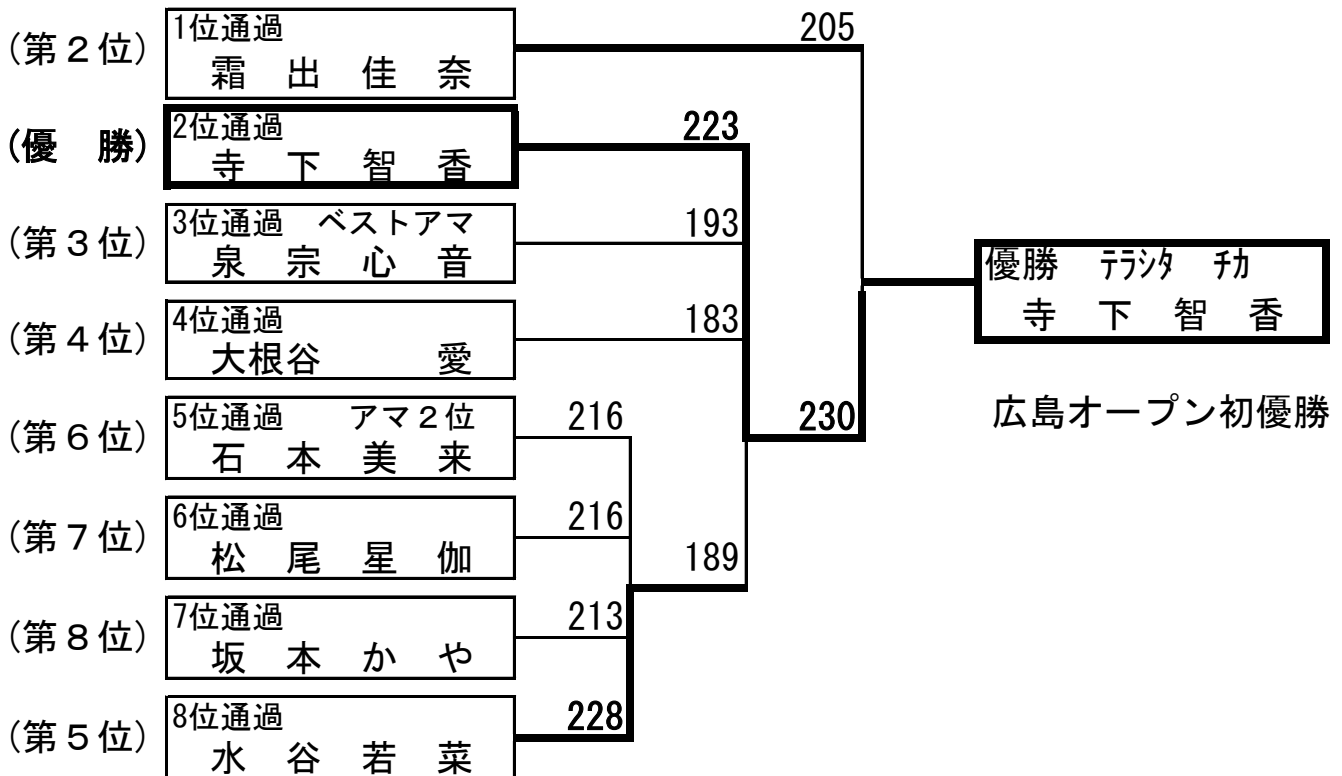 (第２位)
1位通過
霜　出　佳　奈
205
(優　勝)
2位通過
寺　下　智　香
223
(第３位)
3位通過　ベストアマ
泉　宗　心　音
193
(第４位)
4位通過
大根谷　　　愛
183
(第６位)
5位通過　　アマ２位
石　本　美　来
216
(第７位)
6位通過
松　尾　星　伽
216
(第８位)
7位通過
坂　本　か　や
213
(第５位)
8位通過
水　谷　若　菜
228
189
230
優勝　ﾃﾗｼﾀ　ﾁｶ
寺　下　智　香
広島オープン初優勝